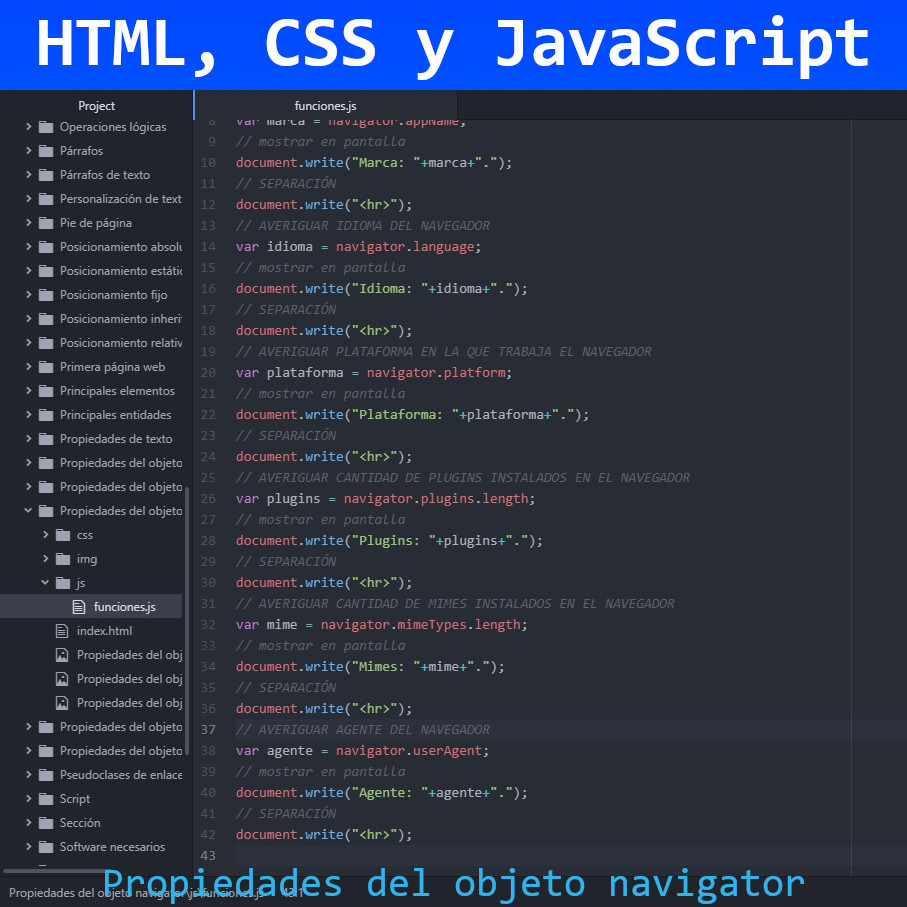 HTML, CSS y JavaScript
Project
Operaciones lógicas
Párrafos
Párrafos de texto
Personalización de text
Pie de página
Posicionamiento absolu
Posicionamiento estátic
Posicionamiento fijo
Posicionamiento inheri
Posicionamiento relativ
Primera página web
Principales elementos
Principales entidades
Propiedades de texto
Propiedades del objeto
Propiedades del objeto
Propiedades del objeto
css
img
js
funciones.js
index.html
Propiedades del obj
Propiedades del obj
Propiedades del obj
Propiedades del objeto
Propiedades del objeto
Pseudoclases de enlace
Script
Sección
Software necesarios
funciones.js
8 var marca = navigator.appName;
9 // mostrar en pantalla
10 document.write("Marca: "+marca+".");
11 // SEPARACIÓN
12 document.write("<hr>");
13 // AVERIGUAR IDIOMA DEL NAVEGADOR
14 var idioma = navigator.language;
15 // mostrar en pantalla
16 document.write("Idioma: "+idioma+".");
17 // SEPARACIÓN
18 document.write("<hr>");
19 // AVERIGUAR PLATAFORMA EN LA QUE TRABAJA EL NAVEGADOR
20 var plataforma = navigator.platform;
21 // mostrar en pantalla
22 document.write("Plataforma: "+plataforma+".");
23 // SEPARACIÓN
24 document.write("<hr>");
25 // AVERIGUAR CANTIDAD DE PLUGINS INSTALADOS EN EL NAVEGADOR
26 var plugins = navigator.plugins.length;
27 // mostrar en pantalla
28 document.write("Plugins: "+plugins+".");
29 // SEPARACIÓN
30 document.write("<hr>");
31 // AVERIGUAR CANTIDAD DE MIMES INSTALADOS EN EL NAVEGADOR
32 var mime = navigator.mimeTypes.length;
33 // mostrar en pantalla
34 document.write("Mimes: "+mime+".");
35 // SEPARACIÓN
36 document.write("<hr>");
37 // AVERIGUAR AGENTE DEL NAVEGADOR
38 var agente = navigator.userAgent;
39 // mostrar en pantalla
40 document.write("Agente: "+agente+".");
41 // SEPARACIÓN
42 document.write("<hr>");
43
Propiedades del objeto navigator\js\funciones.js 43:1
Propiedades del objeto navigator